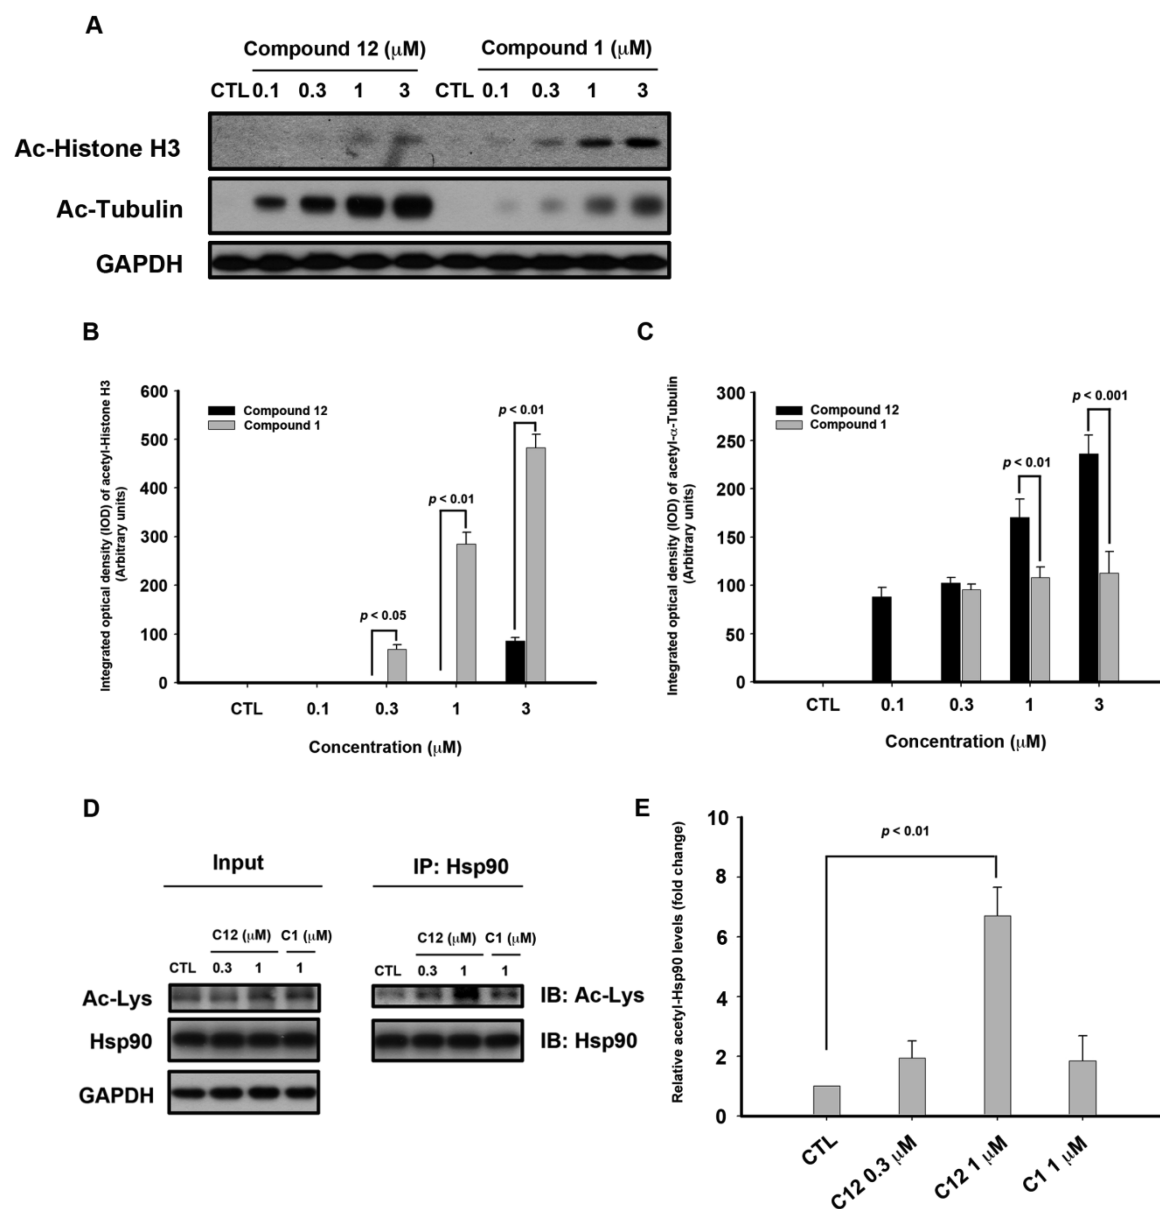 A
Compound 12 (μM) Compound 1 (μM)
CTL 0.1 0.3 1 3 CTL 0.1 0.3 1 3
Ac-Histone H3
Ac-Tubulin
GAPDH
B
Integrated optical density (IOD) of acetyl-Histone H3
(Arbitrary units)
600
500
400
300
200
100
0
Compound 12
Compound 1
p < 0.05
p < 0.01
p < 0.01
CTL 0.1 0.3 1 3
Concentration (μM)
C
Integrated optical density (IOD) of acetyl-α-Tubulin
(Arbitrary units)
300
250
200
150
100
50
0
Compound 12
Compound 1
p < 0.01
p < 0.001
CTL 0.1 0.3 1 3
Concentration (μM)
D
Input
IP: Hsp90
C12 (μM) C1 (μM)
CTL 0.3 1 1
C12 (μM) C1 (μM)
CTL 0.3 1 1
Ac-Lys
Hsp90
GAPDH
IB: Ac-Lys
IB: Hsp90
E
Relative acetyl-Hsp90 levels (fold change)
10
8
6
4
2
0
p < 0.01
CTL
C12 0.3 μM
C12 1 μM
C1 1 μM